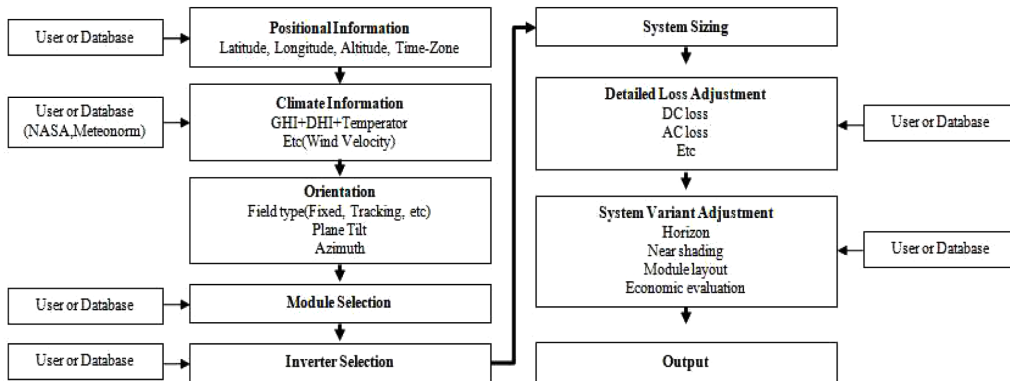 User or Database
Positional Information
Latitude, Longitude, Altitude, Time-Zone
User or Database
(NASA,Meteonorm)
Climate Information
GHI+DHI+Temperator
Etc(Wind Velocity)
Orientation
Field type(Fixed, Tracking, etc)
Plane Tilt
Azimuth
User or Database
Module Selection
User or Database
Inverter Selection
System Sizing
Detailed Loss Adjustment
DC loss
AC loss
Etc
User or Database
System Variant Adjustment
Horizon
Near shading
Module layout
Economic evaluation
User or Database
Output